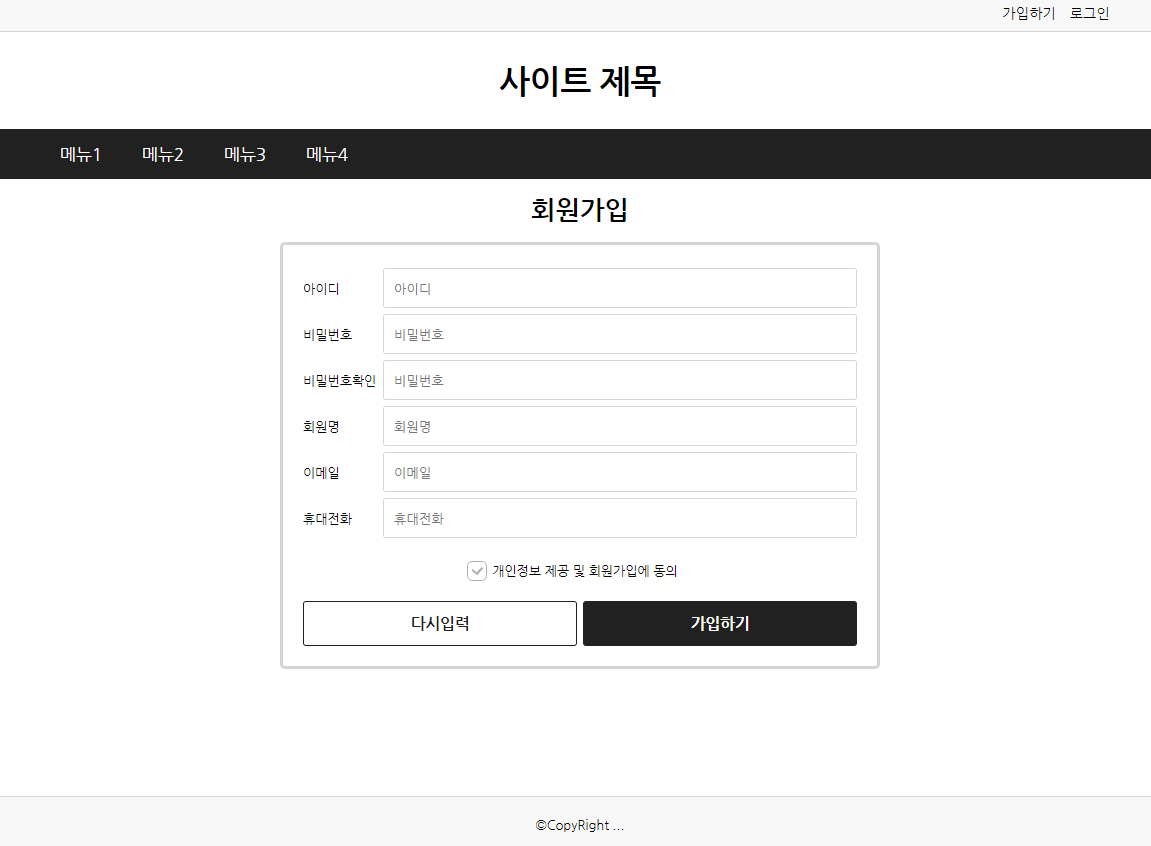 가입하기 로그인
사이트 제목
메뉴1 메뉴2 메뉴3 메뉴4
회원가입
아이디 아이디
비밀번호 비밀번호
비밀번호확인 비밀번호
회원명 회원명
이메일 이메일
휴대전화 휴대전화
개인정보 제공 및 회원가입에 동의
다시입력 가입하기
©CopyRight ...